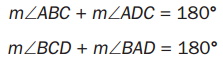 m∠ABC + m∠ADC = 180°
m∠BCD + m∠BAD = 180°